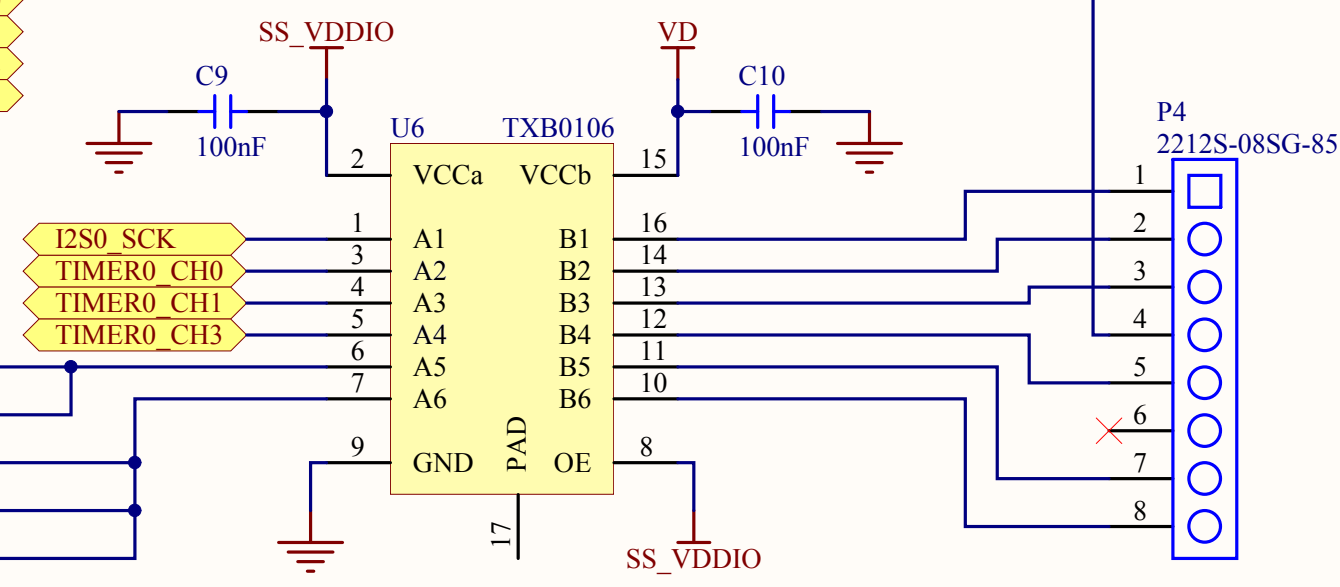 SS_VDDIO
VD
C9
C10
100nF
100nF
U6
TXB0106
P4
2212S-08SG-85
2
VCCa
VCCb
15
I2S0_SCK
1
A1
B1
16
TIMER0_CH0
3
A2
B2
14
TIMER0_CH1
4
A3
B3
13
TIMER0_CH3
5
A4
B4
12
6
A5
B5
11
7
A6
B6
10
9
GND
PAD
OE
8
17
SS_VDDIO
1
2
3
4
5
6
7
8